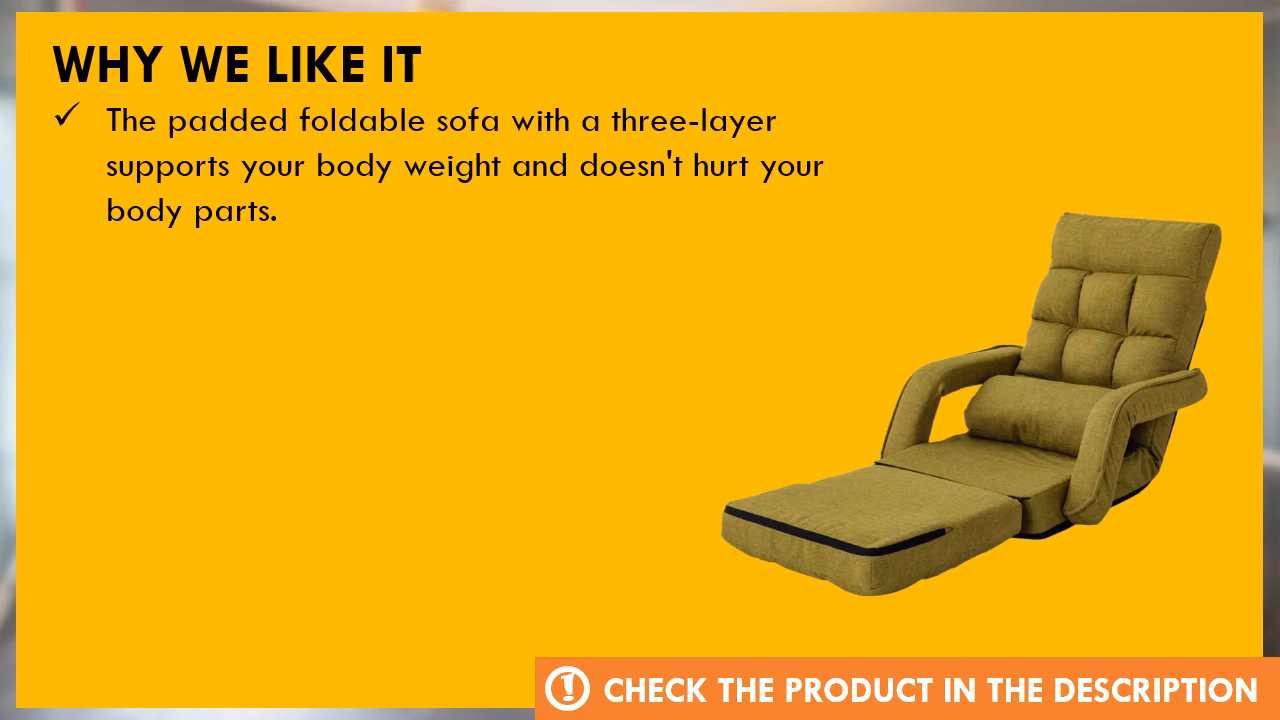 WHY WE LIKE IT
✓ The padded foldable sofa with a three-layer
supports your body weight and doesn't hurt your
body parts.
CHECK THE PRODUCT IN THE DESCRIPTION